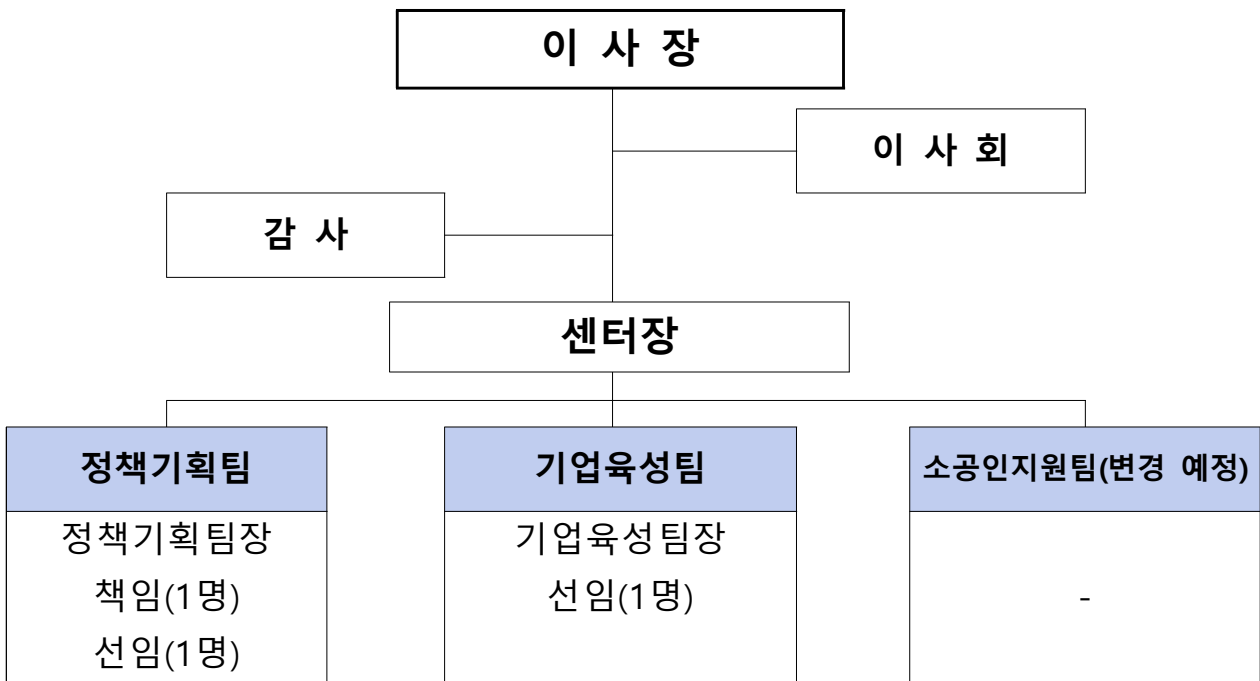 이 사 장
이 사 회
감 사
센터장
정책기획팀
정책기획팀장
책임(1명)
선임(1명)
기업육성팀
기업육성팀장
선임(1명)
소공인지원팀(변경 예정)
-